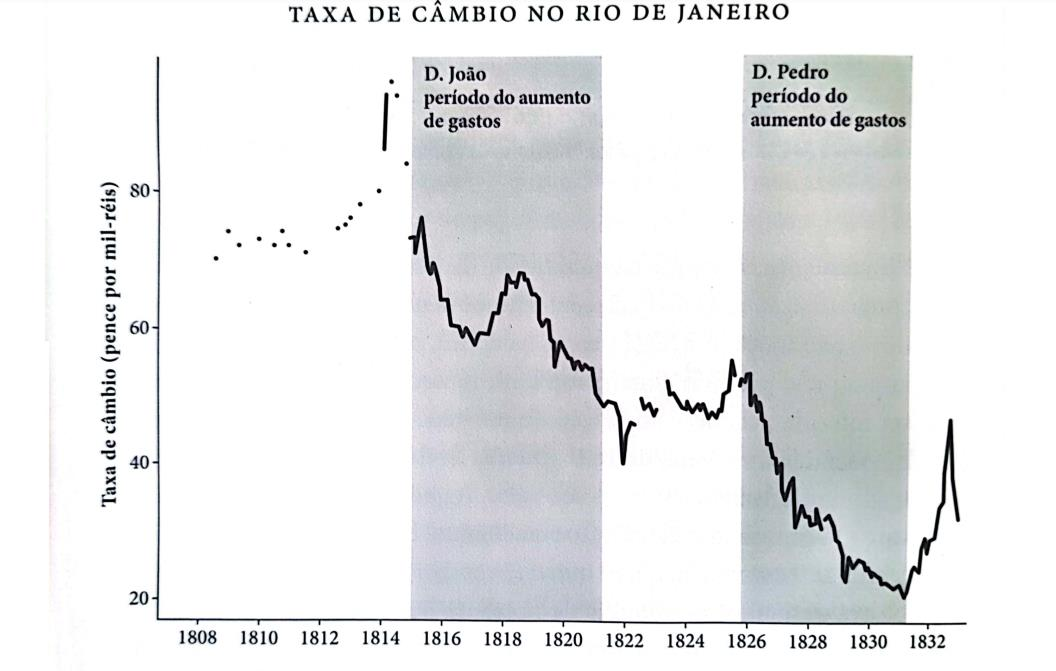 TAXA DE CÂMBIO NO RIO DE JANEIRO
D. João
período do aumento
de gastos
D. Pedro
período do
aumento de gastos
Taxa de câmbio (pence por mil-réis)
80
60
40
20
1808 1810 1812 1814 1816 1818 1820 1822 1824 1826 1828 1830 1832